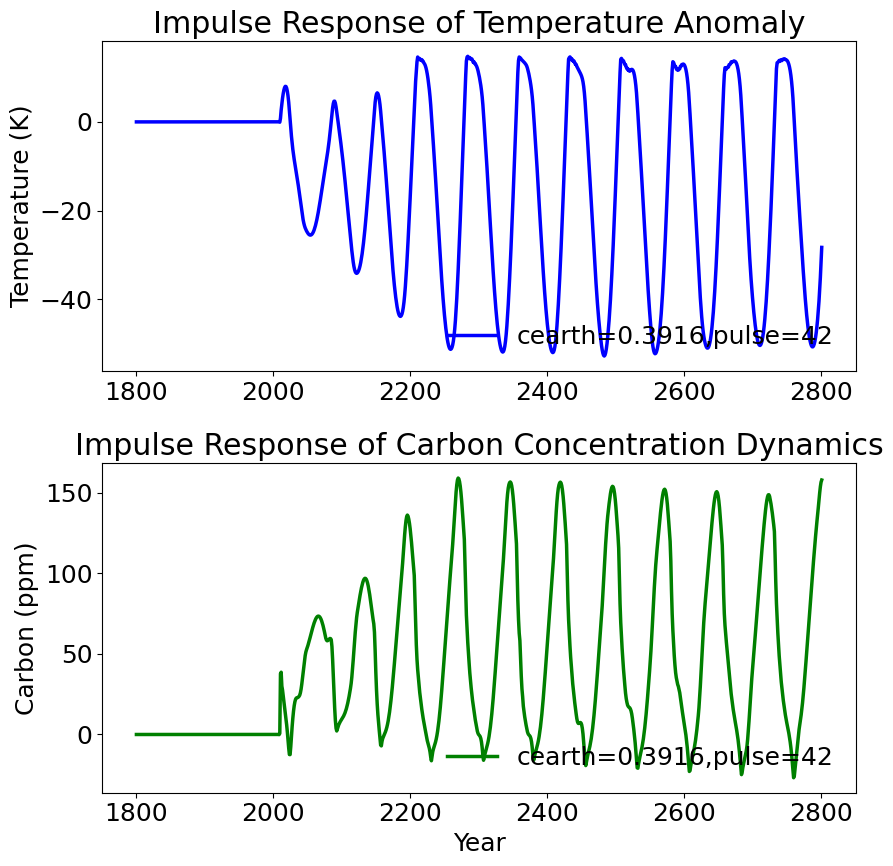 Impulse Response of Temperature Anomaly
Temperature (K)
0
−20
−40
cearth=0.3916,pulse=42
1800 2000 2200 2400 2600 2800
Impulse Response of Carbon Concentration Dynamics
Carbon (ppm)
150
100
50
0
cearth=0.3916,pulse=42
1800 2000 2200 2400 2600 2800
Year